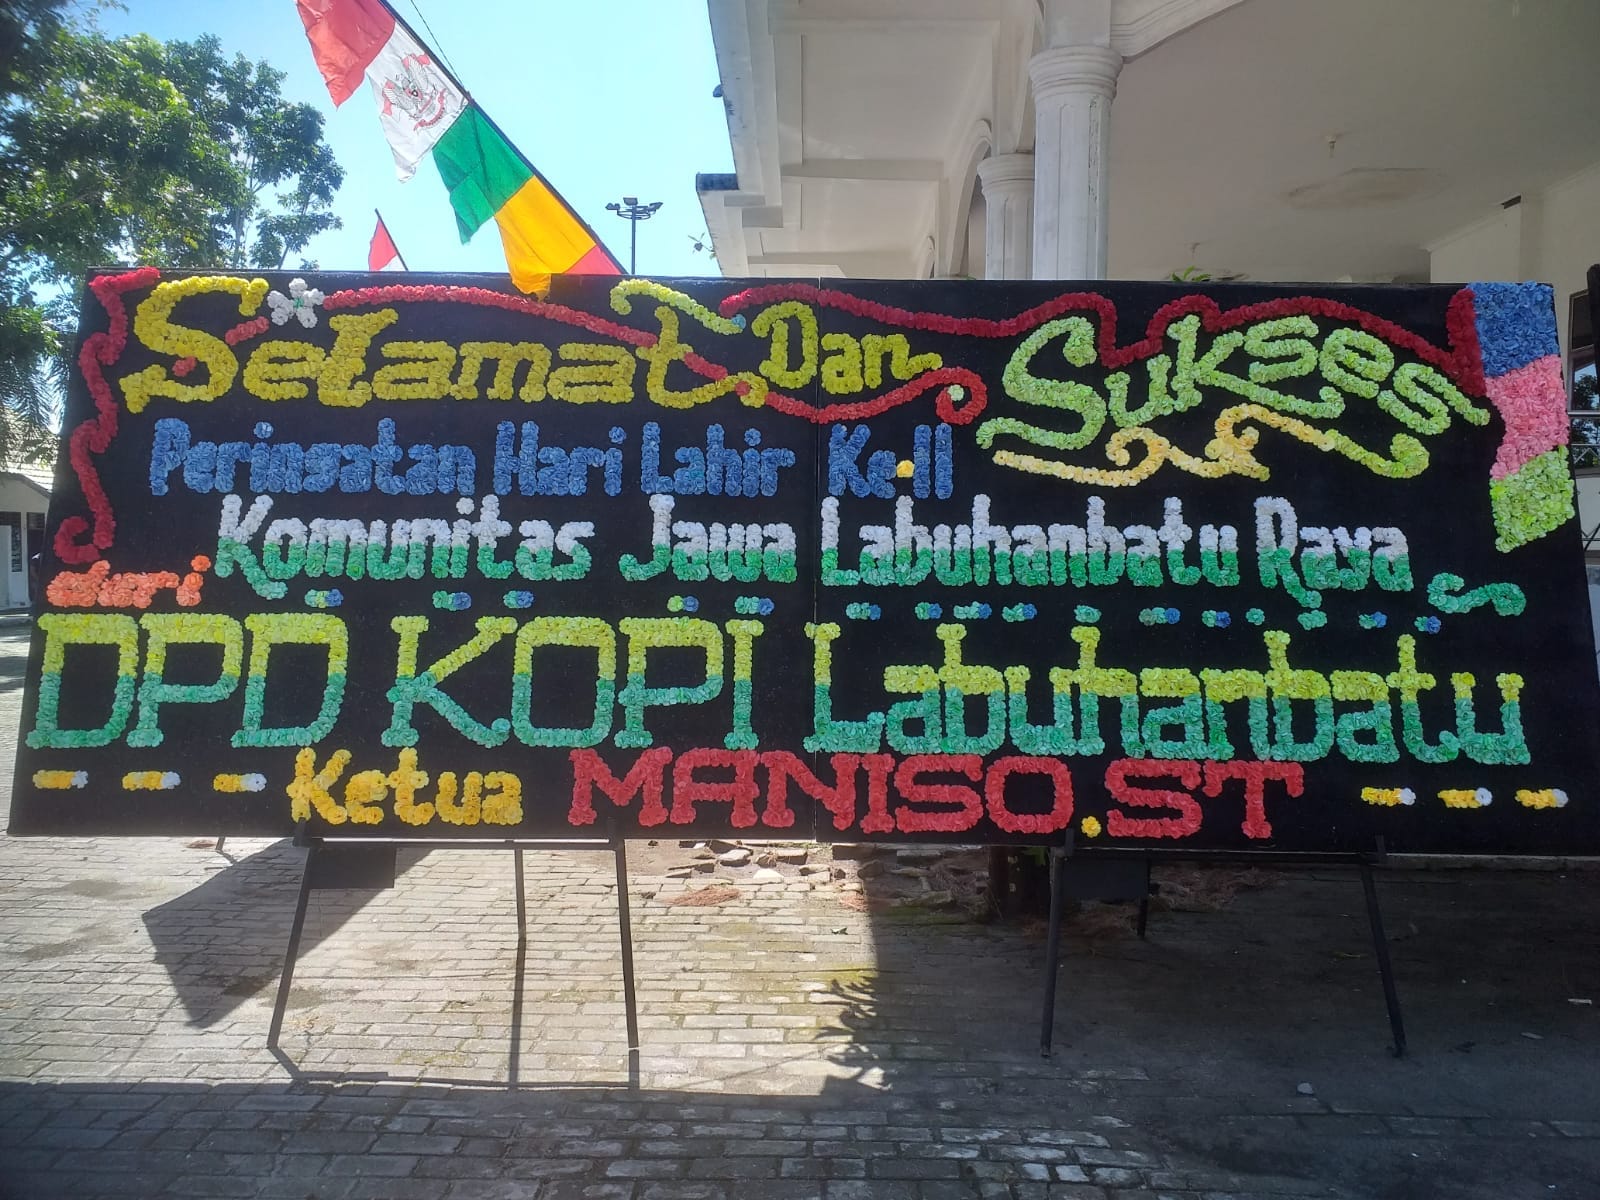 Selamat Dan Sukses
Peringatan Hari Lahir Ke-II
Komunitas Jawa Labuhanbatu Raya
dari
DPD KOPI Labuhanbatu
Ketua MANISO.ST